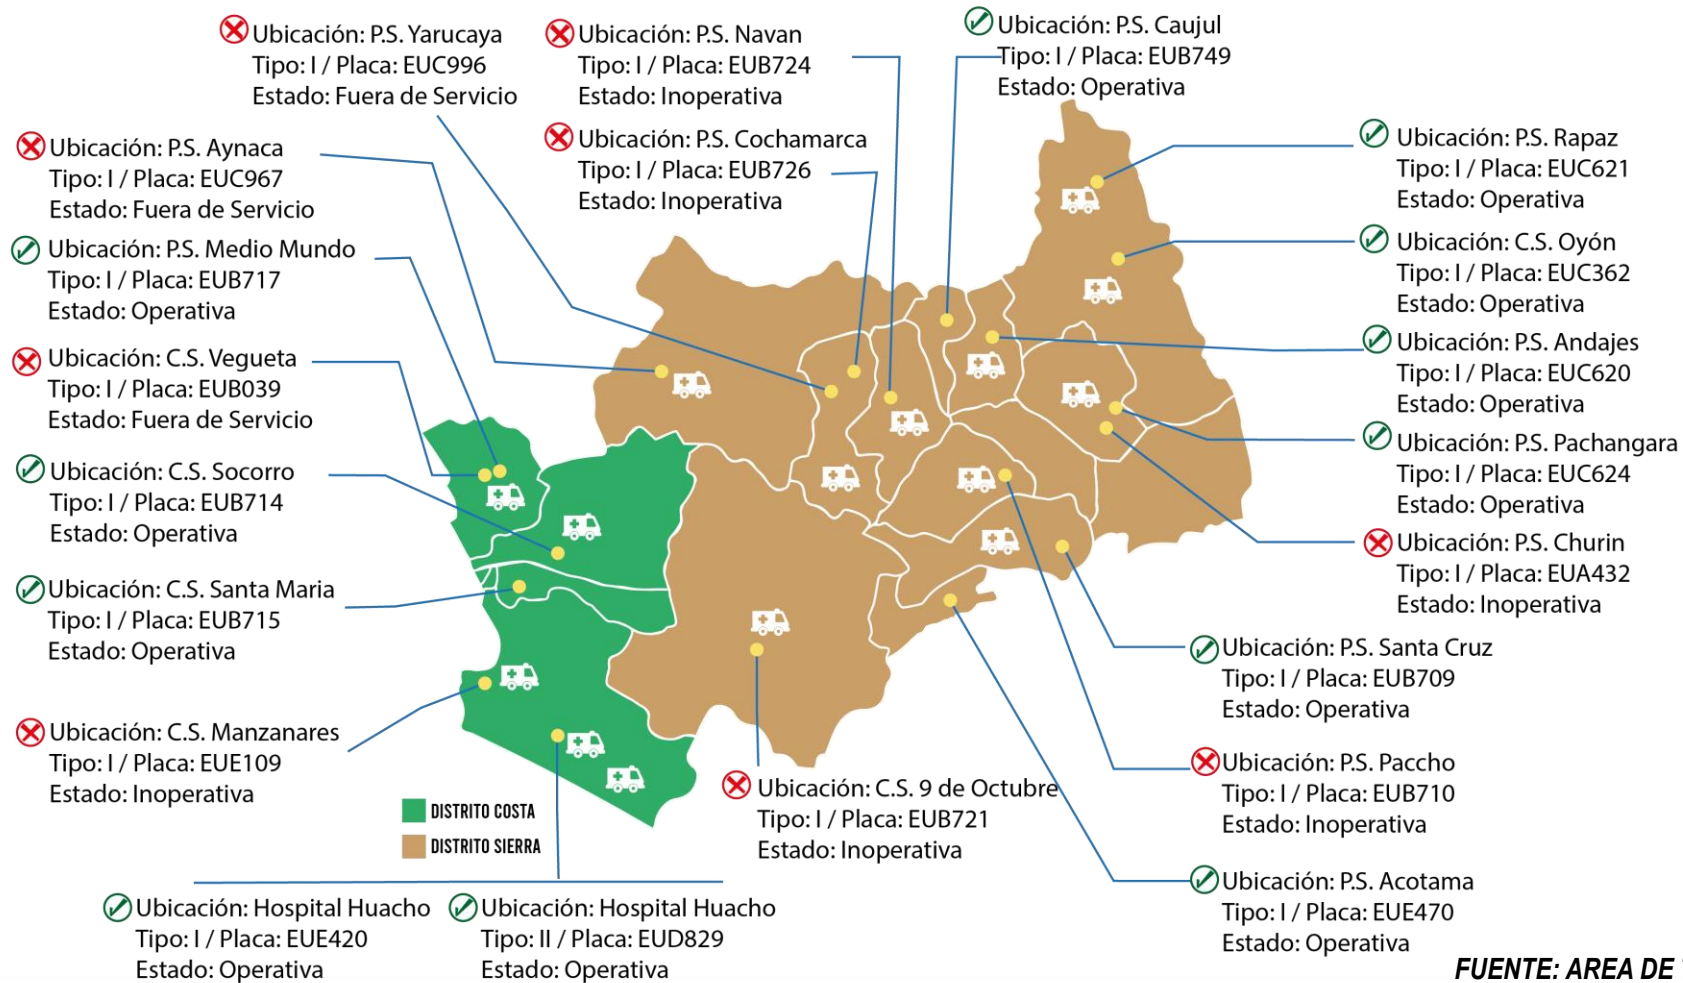 Ubicación: P.S. Yarucaya
Tipo: I / Placa: EUC996
Estado: Fuera de Servicio
Ubicación: P.S. Navan
Tipo: I / Placa: EUB724
Estado: Inoperativa
Ubicación: P.S. Caujul
Tipo: I / Placa: EUB749
Estado: Operativa
Ubicación: P.S. Aynaca
Tipo: I / Placa: EUC967
Estado: Fuera de Servicio
Ubicación: P.S. Cochamarca
Tipo: I / Placa: EUB726
Estado: Inoperativa
Ubicación: P.S. Rapaz
Tipo: I / Placa: EUC621
Estado: Operativa
Ubicación: P.S. Medio Mundo
Tipo: I / Placa: EUB717
Estado: Operativa
Ubicación: C.S. Oyón
Tipo: I / Placa: EUC362
Estado: Operativa
Ubicación: C.S. Vegueta
Tipo: I / Placa: EUB039
Estado: Fuera de Servicio
Ubicación: P.S. Andajes
Tipo: I / Placa: EUC620
Estado: Operativa
Ubicación: C.S. Socorro
Tipo: I / Placa: EUB714
Estado: Operativa
Ubicación: P.S. Pachangara
Tipo: I / Placa: EUC624
Estado: Operativa
Ubicación: C.S. Santa Maria
Tipo: I / Placa: EUB715
Estado: Operativa
Ubicación: P.S. Churin
Tipo: I / Placa: EUA432
Estado: Inoperativa
Ubicación: P.S. Santa Cruz
Tipo: I / Placa: EUB709
Estado: Operativa
Ubicación: C.S. Manzanares
Tipo: I / Placa: EUE109
Estado: Inoperativa
DISTRITO COSTA
DISTRITO SIERRA
Ubicación: C.S. 9 de Octubre
Tipo: I / Placa: EUB721
Estado: Inoperativa
Ubicación: P.S. Paccho
Tipo: I / Placa: EUB710
Estado: Inoperativa
Ubicación: P.S. Acotama
Tipo: I / Placa: EUE470
Estado: Operativa
Ubicación: Hospital Huacho
Tipo: I / Placa: EUE420
Estado: Operativa
Ubicación: Hospital Huacho
Tipo: II / Placa: EUD829
Estado: Operativa
FUENTE: AREA DE